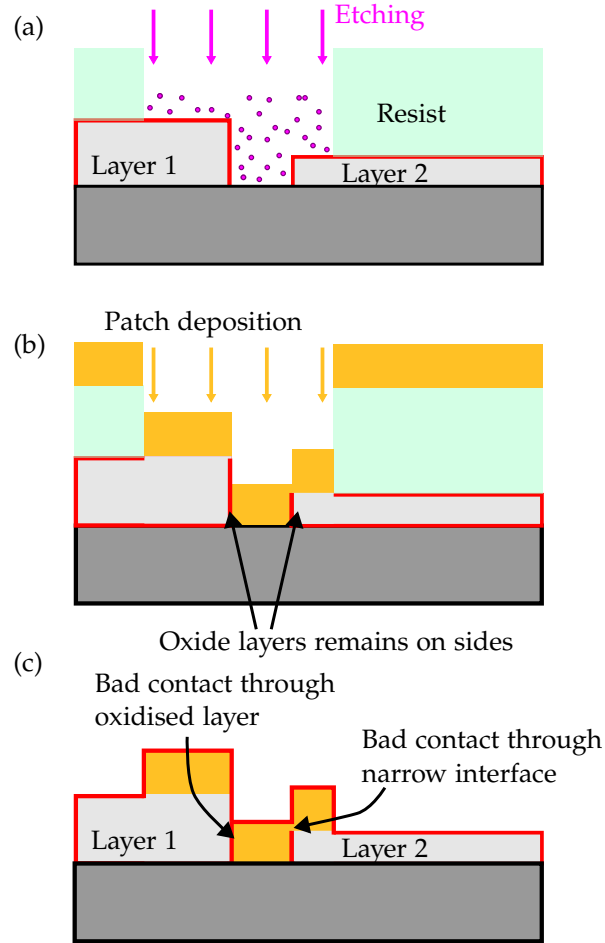 (a)
Etching
Resist
Layer 1
Layer 2
Patch deposition
(b)
Oxide layers remains on sides
(c)
Bad contact through
oxidised layer
Bad contact through
narrow interface
Layer 1
Layer 2